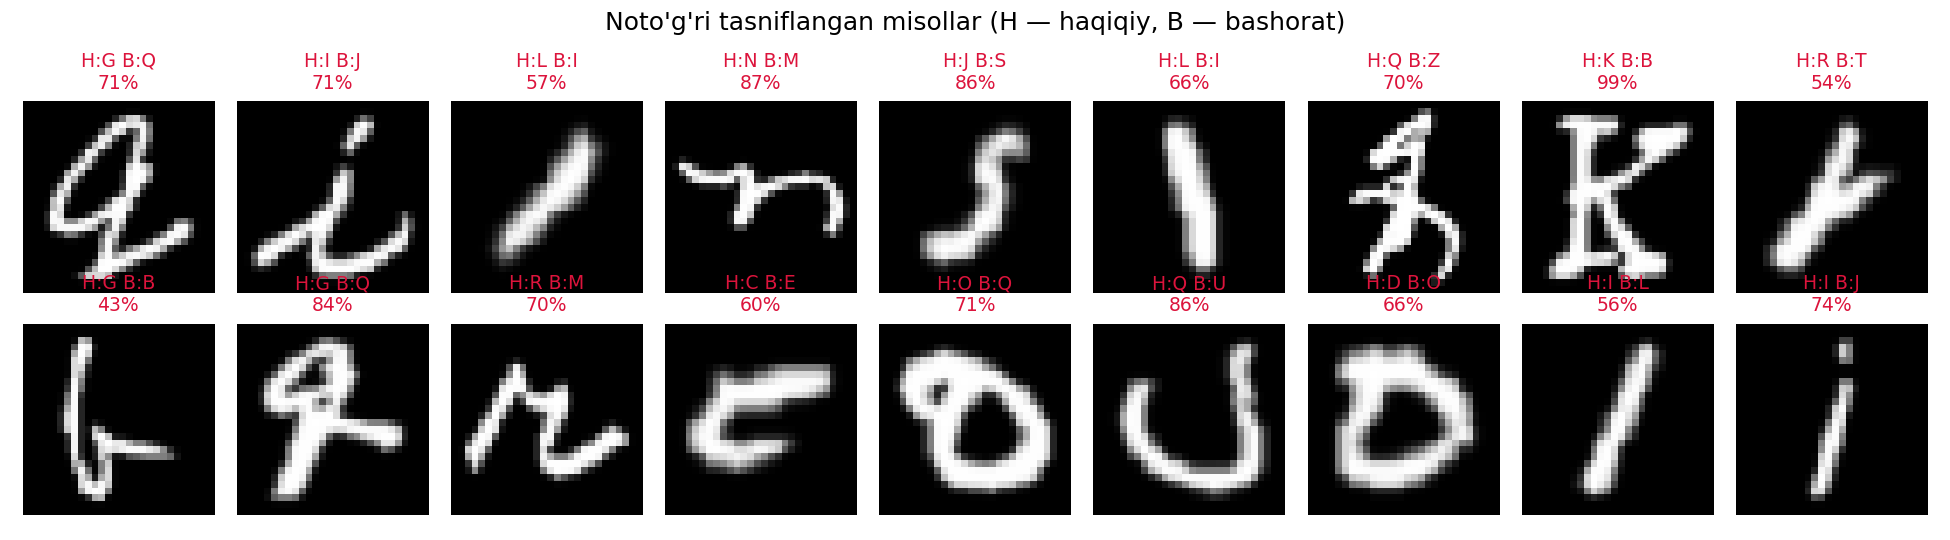 Noto'g'ri tasniflangan misollar (H — haqiqiy, B — bashorat)
H:G B:Q H:I B:J H:L B:I H:N B:M H:J B:S H:L B:I H:Q B:Z H:K B:B H:R B:T
71% 71% 57% 87% 86% 66% 70% 99% 54%
H:G B:B H:G B:Q H:R B:M H:C B:E H:O B:Q H:Q B:U H:D B:O H:I B:L H:I B:J
43% 84% 70% 60% 71% 86% 66% 56% 74%